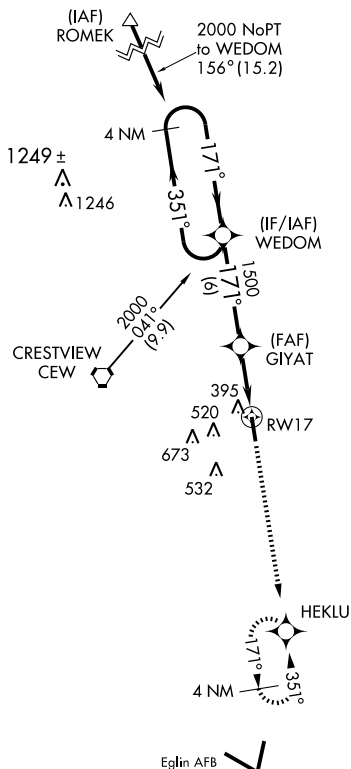 (IAF)
ROMEK
2000 NoPT
to WEDOM
156° (15.2)
4 NM
171°
351°
1249 ±
1246
(IF/IAF)
WEDOM
1500
171°
(6)
2000
041°
(9.9)
CRESTVIEW
CEW
(FAF)
GIYAT
395
RW17
520
673
532
HEKLU
171°
351°
4 NM
Eglin AFB